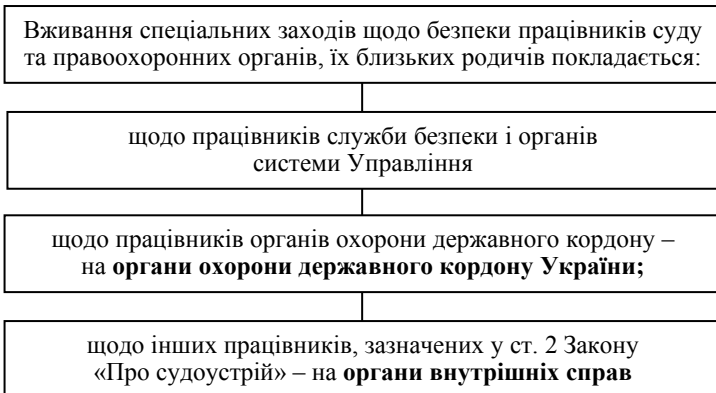 Вживання спеціальних заходів щодо безпеки працівників суду
та правоохоронних органів, їх близьких родичів покладається:
щодо працівників служби безпеки і органів
системи Управління
щодо працівників органів охорони державного кордону –
на органи охорони державного кордону України;
щодо інших працівників, зазначених у ст. 2 Закону
«Про судоустрій» – на органи внутрішніх справ